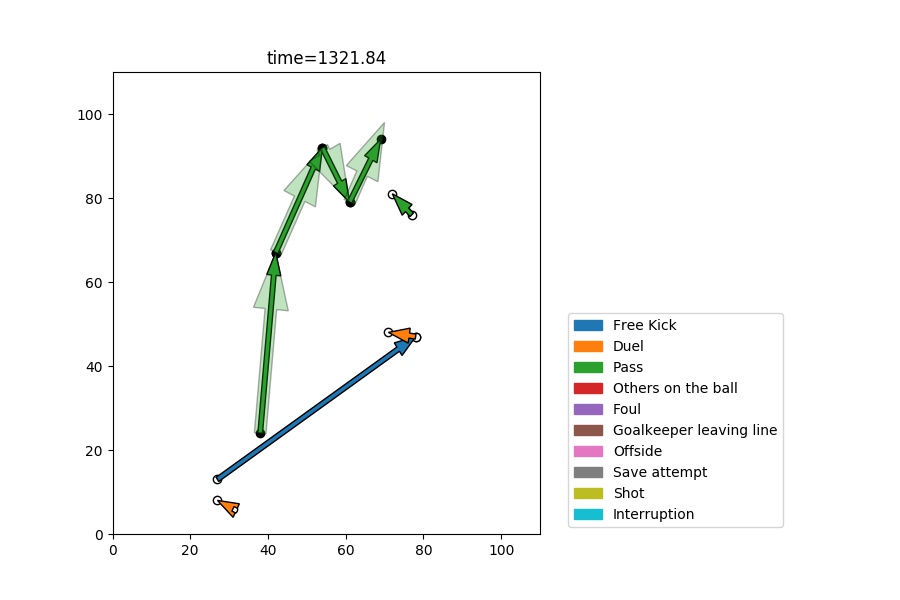 time=1321.84
100
80
60
40
20
0
0 20 40 60 80 100
Free Kick
Duel
Pass
Others on the ball
Foul
Goalkeeper leaving line
Offside
Save attempt
Shot
Interruption